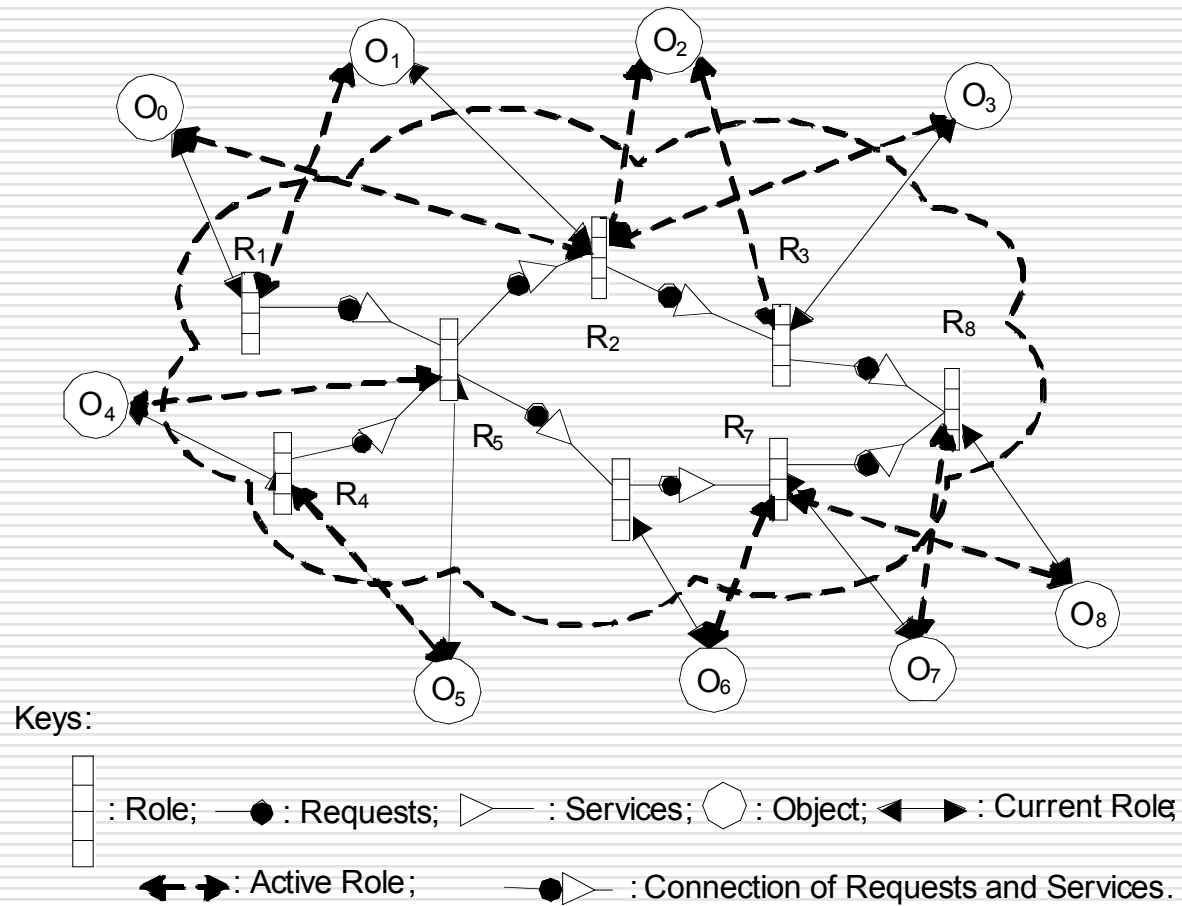 O2
O1
O3
O0
R1
R3
R8
R2
O4
R7
R5
R4
O8
O7
O6
O5
Keys:
: Role; : Requests; : Services; : Object; : Current Role;
: Active Role; : Connection of Requests and Services.